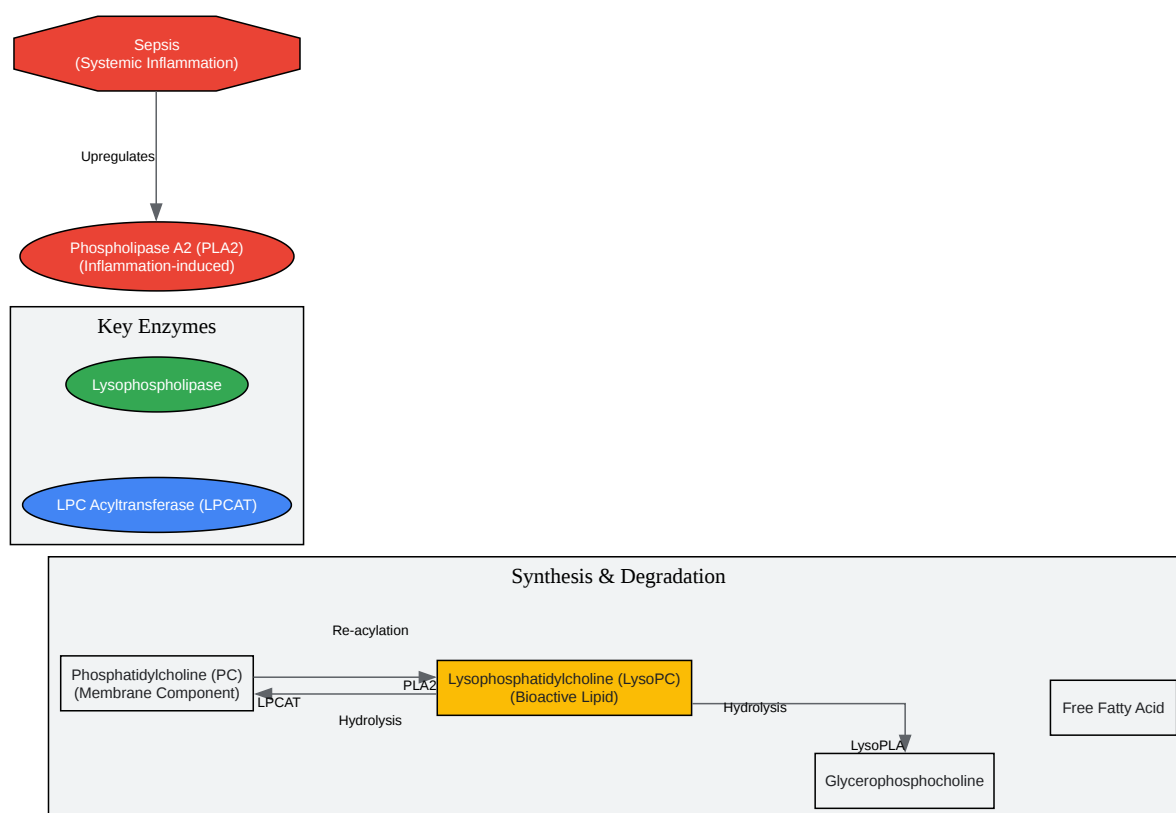 Sepsis
(Systemic Inflammation)
Upregulates
Phospholipase A2 (PLA2)
(Inflammation-induced)
Key Enzymes
Lysophospholipase
LPC Acyltransferase (LPCAT)
Synthesis & Degradation
Re-acylation
Phosphatidylcholine (PC)
(Membrane Component)
PLA2
LPCAT
Hydrolysis
Lysophosphatidylcholine (LysoPC)
(Bioactive Lipid)
Hydrolysis
LysoPLA
Glycerophosphocholine
Free Fatty Acid